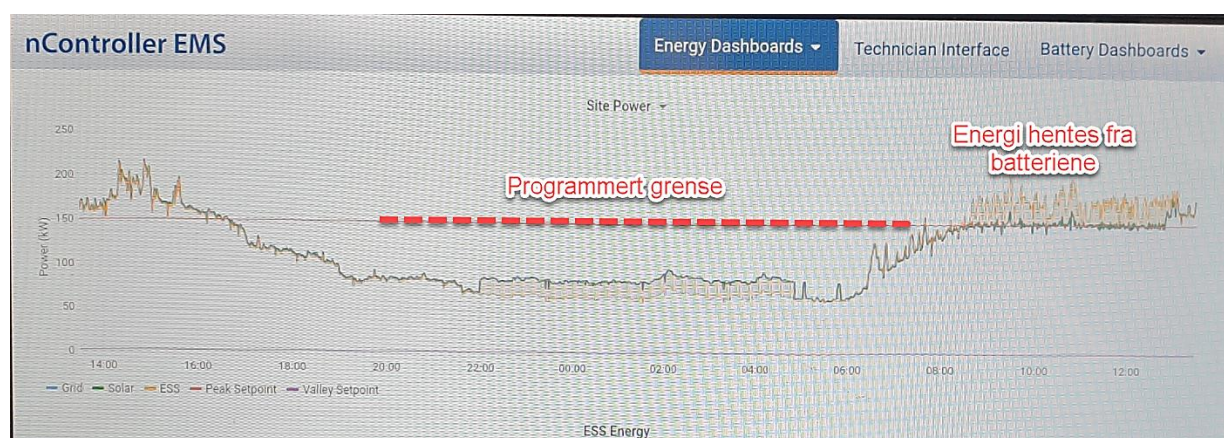 nController EMS
Energy Dashboards
Technician Interface
Battery Dashboards
Site Power
Energi hentes fra
batteriene
Programmert grense
250
200
150
100
50
0
Power (kW)
14:00 16:00 18:00 20:00 22:00 00:00 02:00 04:00 06:00 08:00 10:00 12:00
Grid Solar ESS Peak Setpoint Valley Setpoint
ESS Energy